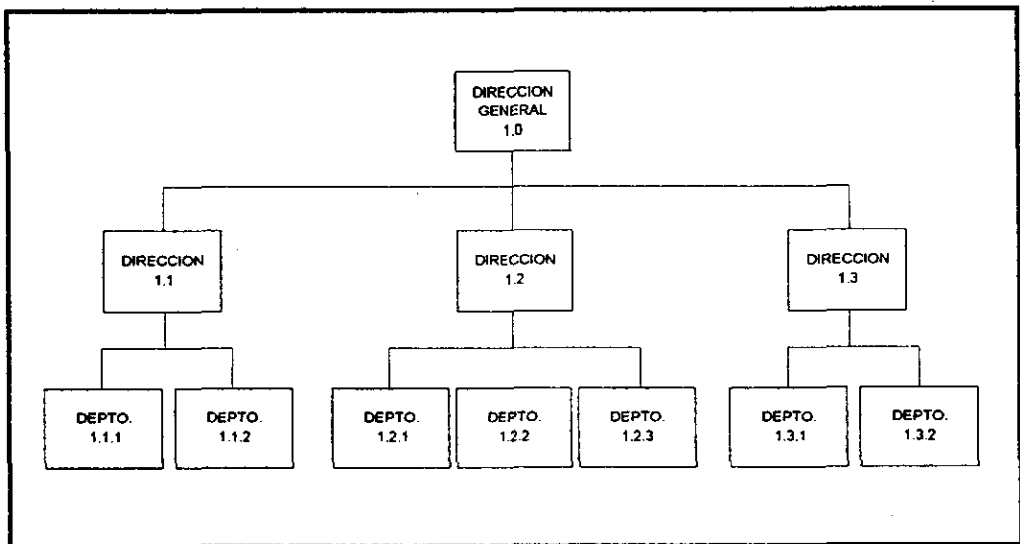 DIRECCION
GENERAL
1.0
DIRECCION
1.1
DIRECCION
1.2
DIRECCION
1.3
DEPTO.
1.1.1
DEPTO.
1.1.2
DEPTO.
1.2.1
DEPTO.
1.2.2
DEPTO.
1.2.3
DEPTO.
1.3.1
DEPTO.
1.3.2